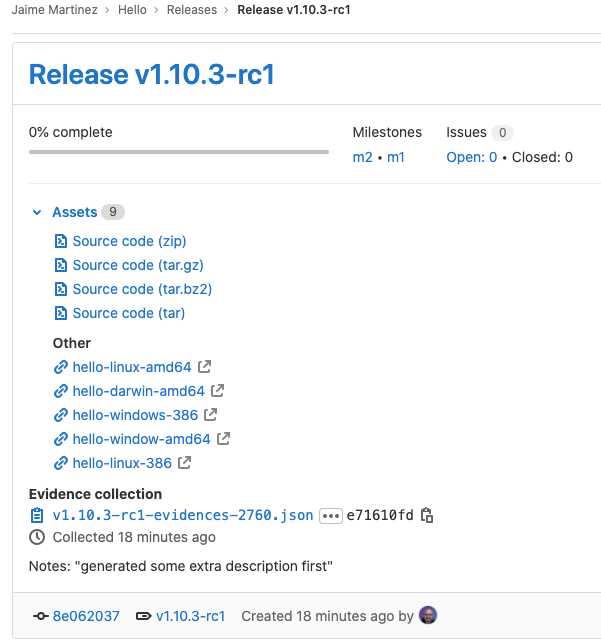 Jaime Martinez > Hello > Releases > Release v1.10.3-rc1
Release v1.10.3-rc1
0% complete
Milestones
m2 • m1
Issues 0
Open: 0 • Closed: 0
Assets 9
Source code (zip)
Source code (tar.gz)
Source code (tar.bz2)
Source code (tar)
Other
hello-linux-amd64
hello-darwin-amd64
hello-windows-386
hello-window-amd64
hello-linux-386
Evidence collection
v1.10.3-rc1-evidences-2760.json ••• e71610fd
Collected 18 minutes ago
Notes: "generated some extra description first"
8e062037 v1.10.3-rc1 Created 18 minutes ago by